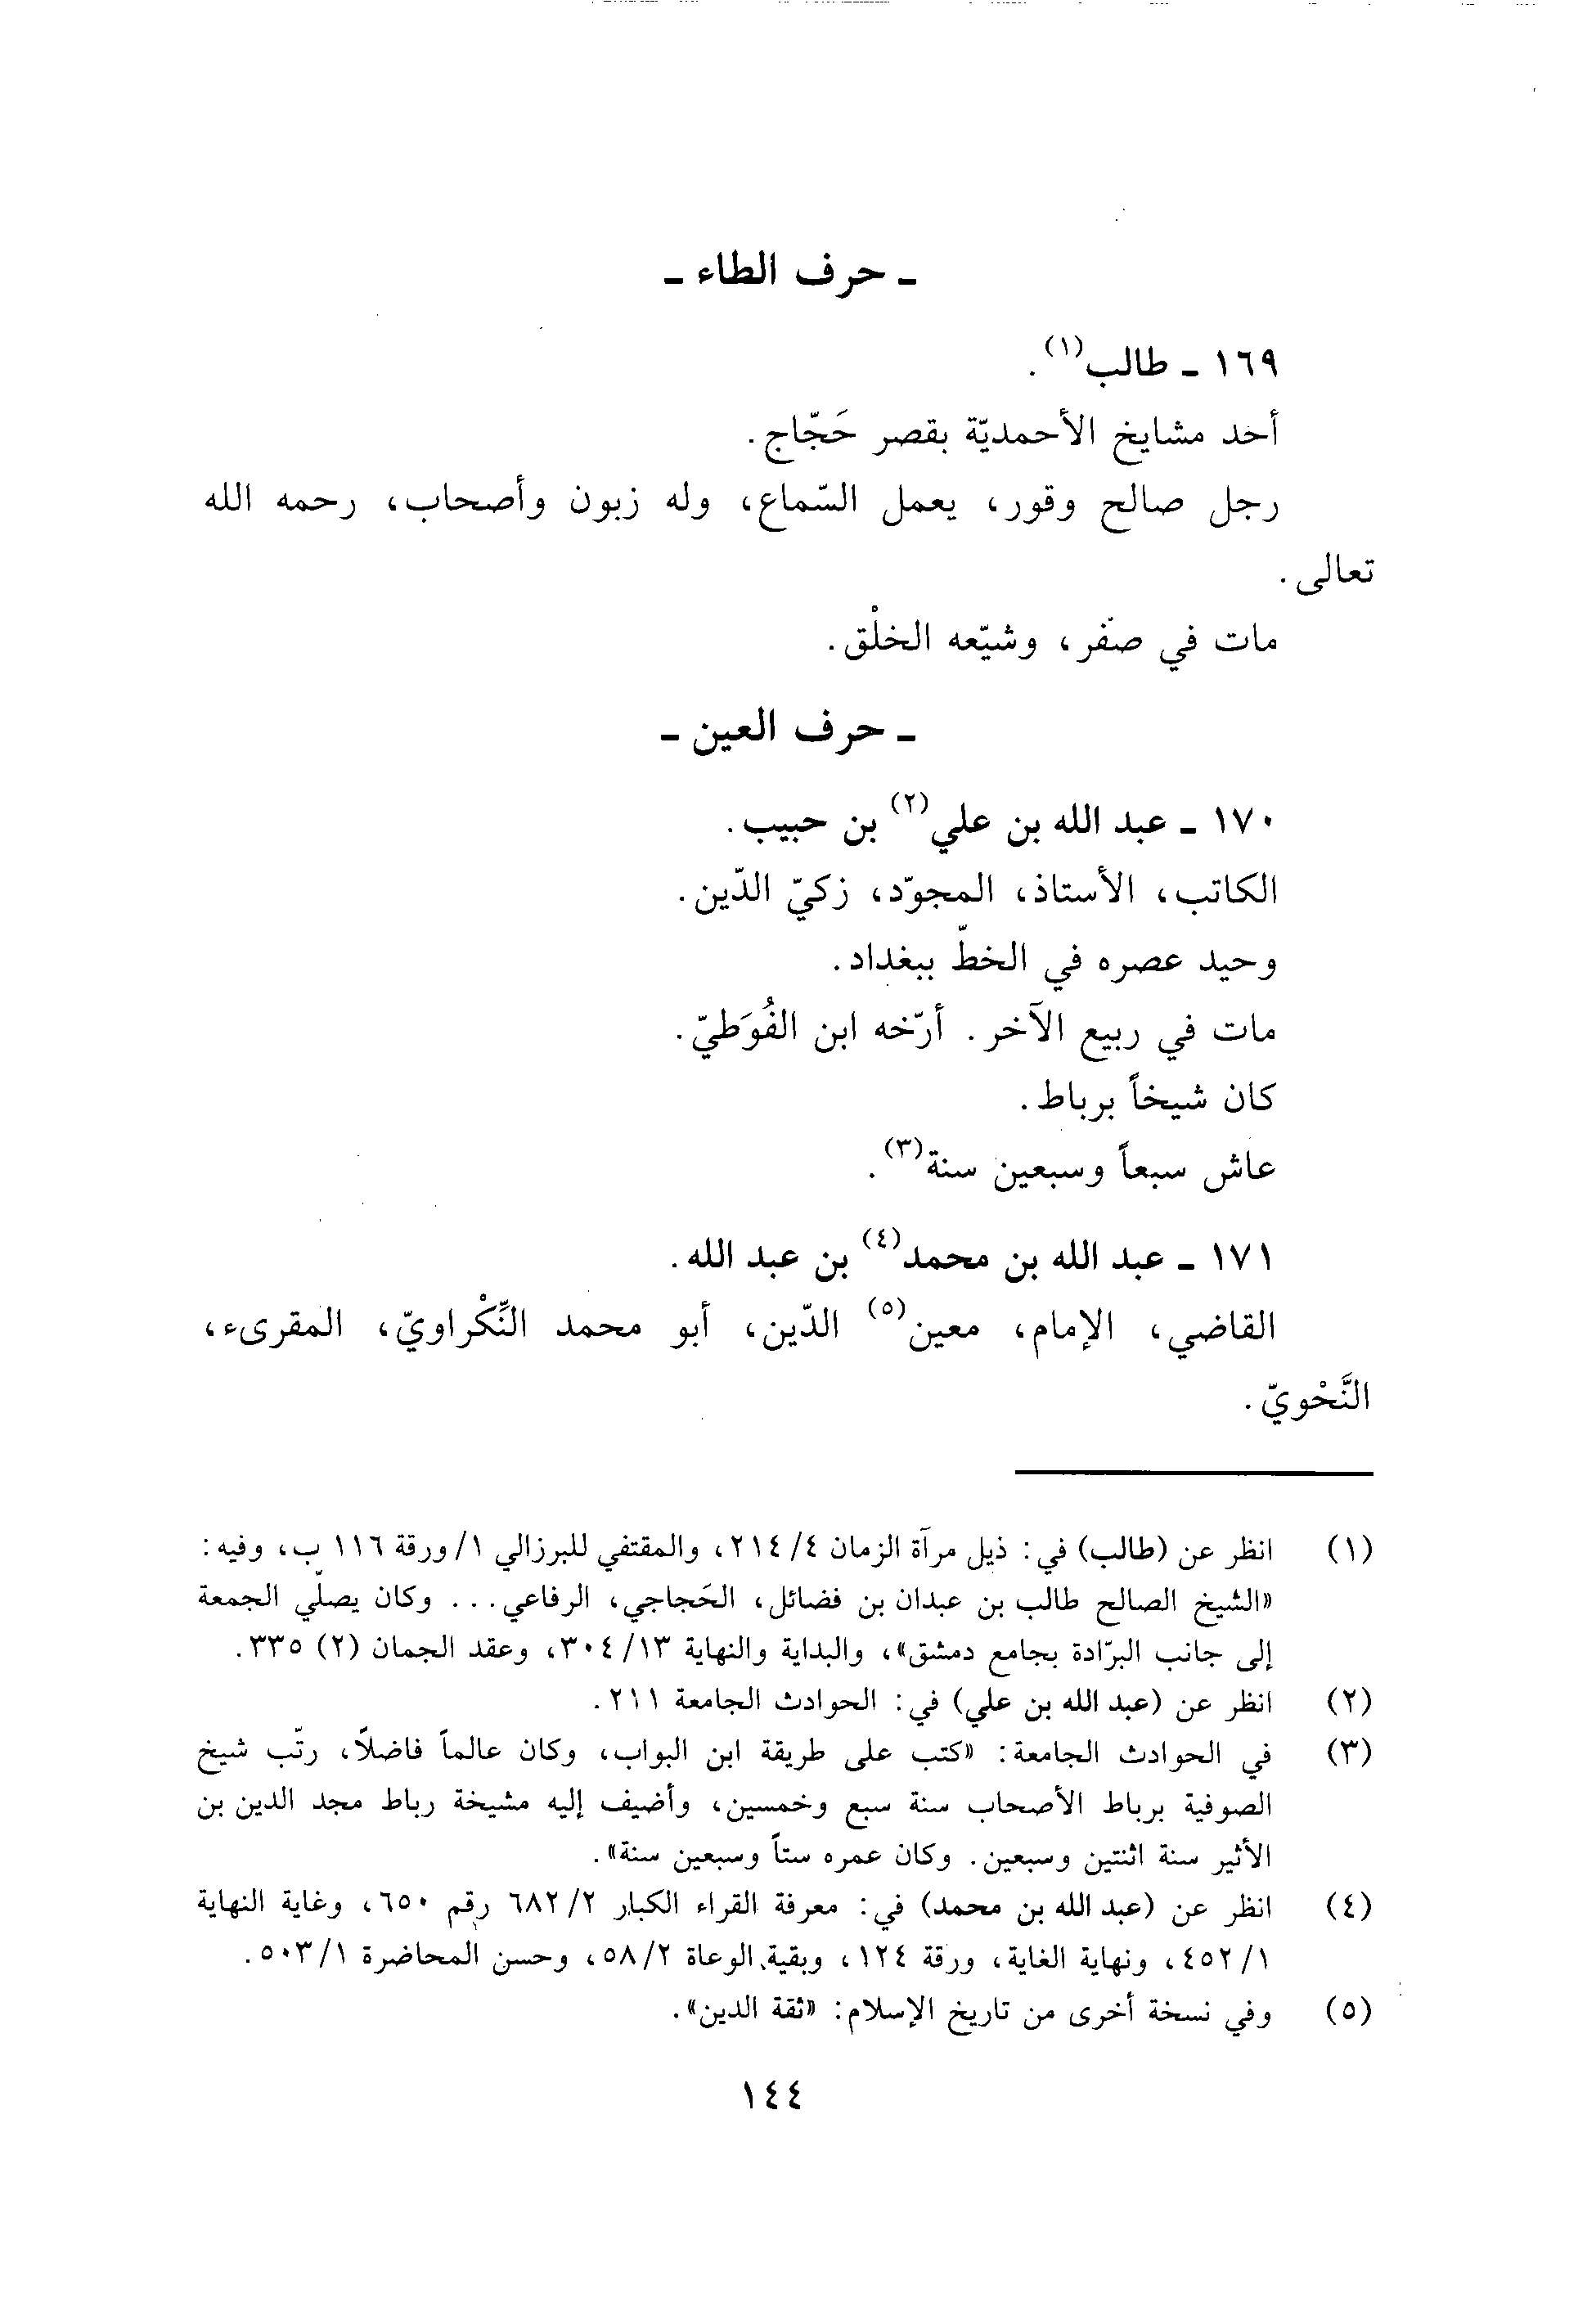 ـ حرف الطاء ـ
١٦٩ ـ طالب(١).
أحد مشايخ الأحمديّة بقصر حَجّاج.
رجل صالح وقور، يعمل السّماع، وله زبون وأصحاب، رحمه الله
تعالى.
مات في صفر، وشيّعه الخلْق.
ـ حرف العين ـ
١٧٠ ـ عبد الله بن علي(٢) بن حبيب.
الكاتب، الأستاذ، المجوّد، زكيّ الدّين.
وحيد عصره في الخطّ ببغداد.
مات في ربيع الآخر. أرّخه ابن الفُوَطيّ.
كان شيخاً برباط.
عاش سبعاً وسبعين سنة(٣).
١٧١ ـ عبد الله بن محمد(٤) بن عبد الله.
القاضي، الإمام، معين(٥) الدّين، أبو محمد النِّكْراويّ، المقرىء،
النَّحْويّ.
(١) انظر عن (طالب) في: ذيل مرآة الزمان ٤/ ٢١٤، والمقتفي للبرزالي ١/ ورقة ١١٦ ب، وفيه:
«الشيخ الصالح طالب بن عبدان بن فضائل، الحَجاجي، الرفاعي... وكان يصلّي الجمعة
إلى جانب البرّادة بجامع دمشق»، والبداية والنهاية ١٣/ ٣٠٤، وعقد الجمان (٢) ٣٣٥.
(٢) انظر عن (عبد الله بن علي) في: الحوادث الجامعة ٢١١.
(٣) في الحوادث الجامعة: «كتب على طريقة ابن البواب، وكان عالماً فاضلاً، رتّب شيخ
الصوفية برباط الأصحاب سنة سبع وخمسين، وأضيف إليه مشيخة رباط مجد الدين بن
الأثير سنة اثنتين وسبعين. وكان عمره ستاً وسبعين سنة».
(٤) انظر عن (عبد الله بن محمد) في: معرفة القراء الكبار ٢/ ٦٨٢ رقم ٦٥٠، وغاية النهاية
١/ ٤٥٢، ونهاية الغاية، ورقة ١٢٤، وبقية الوعاة ٢/ ٥٨، وحسن المحاضرة ١/ ٥٠٣.
(٥) وفي نسخة أخرى من تاريخ الإسلام: «ثقة الدين».
١٤٤